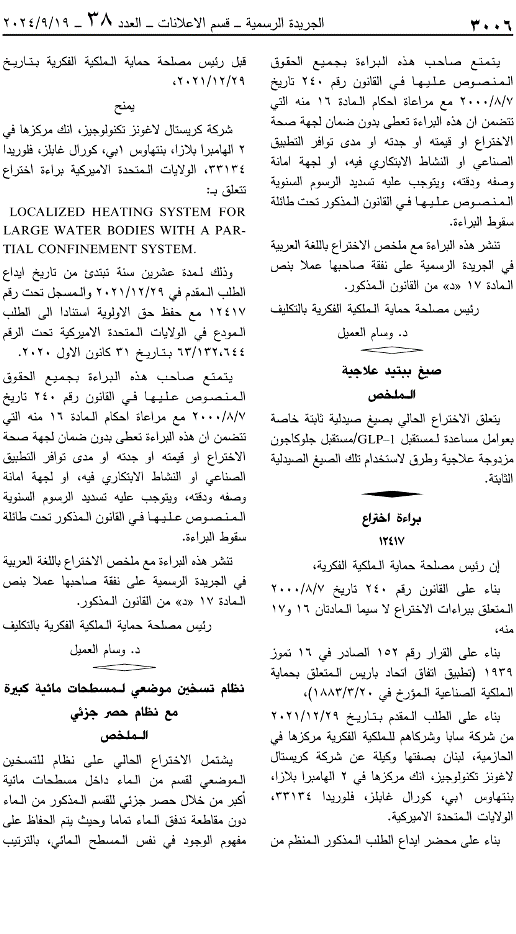 ٣٠٠٦
الجريدة الرسمية ــ قسم الاعلانات ــ العدد ٣٨ ــ ٢٠٢٤/٩/١٩
يتمتع صاحب هذه البراءة بجميع الحقوق
المنصوص عليها في القانون رقم ٢٤٠ تاريخ
٢٠٠٠/٨/٧ مع مراعاة احكام المادة ١٦ منه التي
تتضمن ان هذه البراءة تعطى بدون ضمان لجهة صحة
الاختراع او قيمته او جدته او مدى توافر التطبيق
الصناعي او النشاط الابتكاري فيه، او لجهة امانة
وصفه ودقته، ويتوجب عليه تسديد الرسوم السنوية
المنصوص عليها في القانون المذكور تحت طائلة
سقوط البراءة.
تنشر هذه البراءة مع ملخص الاختراع باللغة العربية
في الجريدة الرسمية على نفقة صاحبها عملا بنص
المادة ١٧ «د» من القانون المذكور.
رئيس مصلحة حماية الملكية الفكرية بالتكليف
د. وسام العميل
صيغ ببتيد علاجية
الملخص
يتعلق الاختراع الحالي بصيغ صيدلية ثابتة خاصة
بعوامل مساعدة لمستقبل GLP–1/مستقبل جلوكاجون
مزدوجة علاجية وطرق لاستخدام تلك الصيغ الصيدلية
الثابتة.
براءة اختراع
١٢٤١٧
إن رئيس مصلحة حماية الملكية الفكرية،
بناء على القانون رقم ٢٤٠ تاريخ ٢٠٠٠/٨/٧
المتعلق ببراءات الاختراع لا سيما المادتان ١٦ و١٧
منه،
بناء على القرار رقم ١٥٢ الصادر في ١٦ تموز
١٩٣٩ (تطبيق اتفاق اتحاد باريس المتعلق بحماية
الملكية الصناعية المؤرخ في ١٨٨٣/٣/٢٠)،
بناء على الطلب المقدم بتاريخ ٢٠٢١/١٢/٢٩
من شركة سابا وشركاهم للملكية الفكرية مركزها في
الحازمية، لبنان بصفتها وكيلة عن شركة كريستال
لاغونز تكنولوجيز، انك مركزها في ٢ الهامبرا بلازا،
بنتهاوس ١بي، كورال غابلز، فلوريدا ٣٣١٣٤،
الولايات المتحدة الاميركية.
بناء على محضر ايداع الطلب المذكور المنظم من
قبل رئيس مصلحة حماية الملكية الفكرية بتاريخ
٢٠٢١/١٢/٢٩،
يمنح
شركة كريستال لاغونز تكنولوجيز، انك مركزها في
٢ الهامبرا بلازا، بنتهاوس ١بي، كورال غابلز، فلوريدا
٣٣١٣٤، الولايات المتحدة الاميركية براءة اختراع
تتعلق بـ:
LOCALIZED HEATING SYSTEM FOR
LARGE WATER BODIES WITH A PAR-
TIAL CONFINEMENT SYSTEM.
وذلك لمدة عشرين سنة تبتدئ من تاريخ ايداع
الطلب المقدم في ٢٠٢١/١٢/٢٩ والمسجل تحت رقم
١٢٤١٧ مع حفظ حق الاولوية استنادا الى الطلب
المودع في الولايات المتحدة الاميركية تحت الرقم
٦٣/١٣٢,٦٤٤ بتاريخ ٣١ كانون الاول ٢٠٢٠.
يتمتع صاحب هذه البراءة بجميع الحقوق
المنصوص عليها في القانون رقم ٢٤٠ تاريخ
٢٠٠٠/٨/٧ مع مراعاة احكام المادة ١٦ منه التي
تتضمن ان هذه البراءة تعطى بدون ضمان لجهة صحة
الاختراع او قيمته او جدته او مدى توافر التطبيق
الصناعي او النشاط الابتكاري فيه، او لجهة امانة
وصفه ودقته، ويتوجب عليه تسديد الرسوم السنوية
المنصوص عليها في القانون المذكور تحت طائلة
سقوط البراءة.
تنشر هذه البراءة مع ملخص الاختراع باللغة العربية
في الجريدة الرسمية على نفقة صاحبها عملا بنص
المادة ١٧ «د» من القانون المذكور.
رئيس مصلحة حماية الملكية الفكرية بالتكليف
د. وسام العميل
نظام تسخين موضعي لمسطحات مائية كبيرة
مع نظام حصر جزئي
الملخص
يشتمل الاختراع الحالي على نظام للتسخين
الموضعي لقسم من الماء داخل مسطحات مائية
أكبر من خلال حصر جزئي للقسم المذكور من الماء
دون مقاطعة تدفق الماء تماما وحيث يتم الحفاظ على
مفهوم الوجود في نفس المسطح المائي، بالترتيب